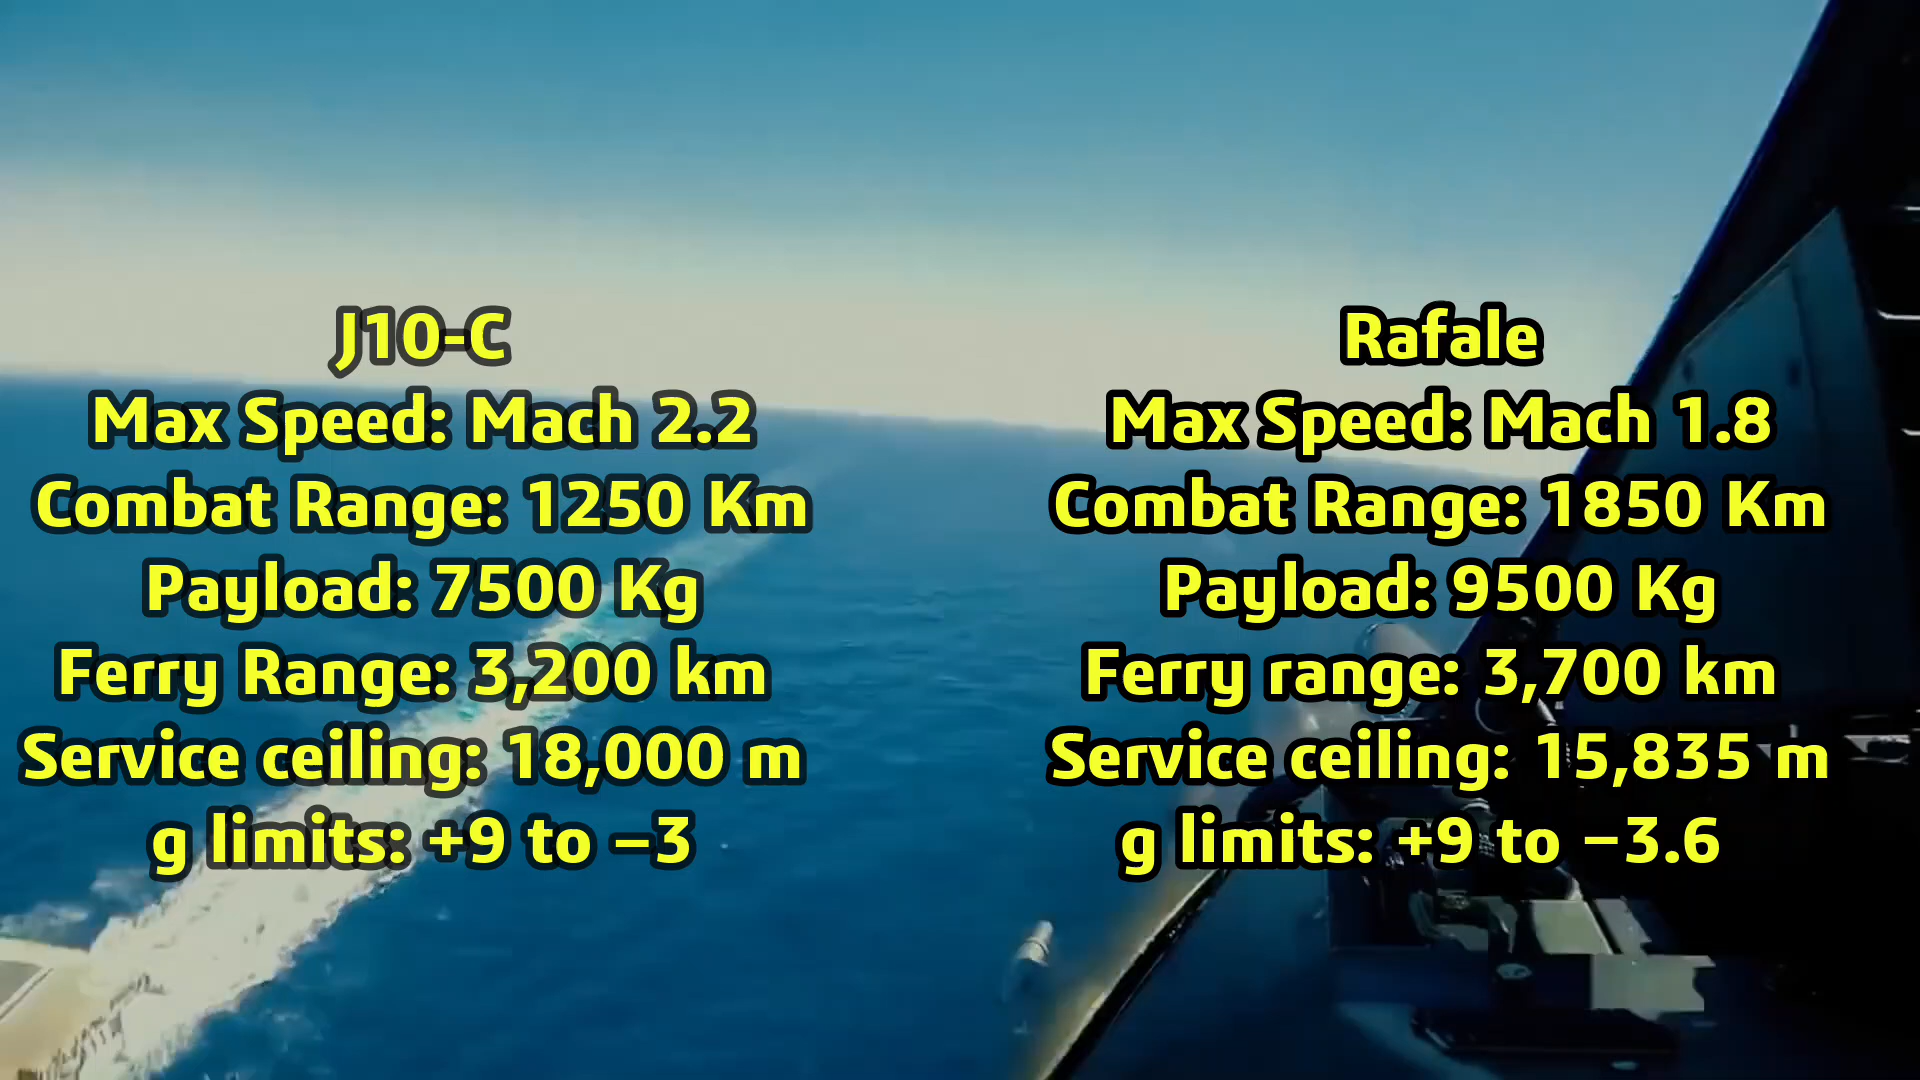 J10-C
Max Speed: Mach 2.2
Combat Range: 1250 Km
Payload: 7500 Kg
Ferry Range: 3,200 km
Service ceiling: 18,000 m
g limits: +9 to −3
Rafale
Max Speed: Mach 1.8
Combat Range: 1850 Km
Payload: 9500 Kg
Ferry range: 3,700 km
Service ceiling: 15,835 m
g limits: +9 to −3.6